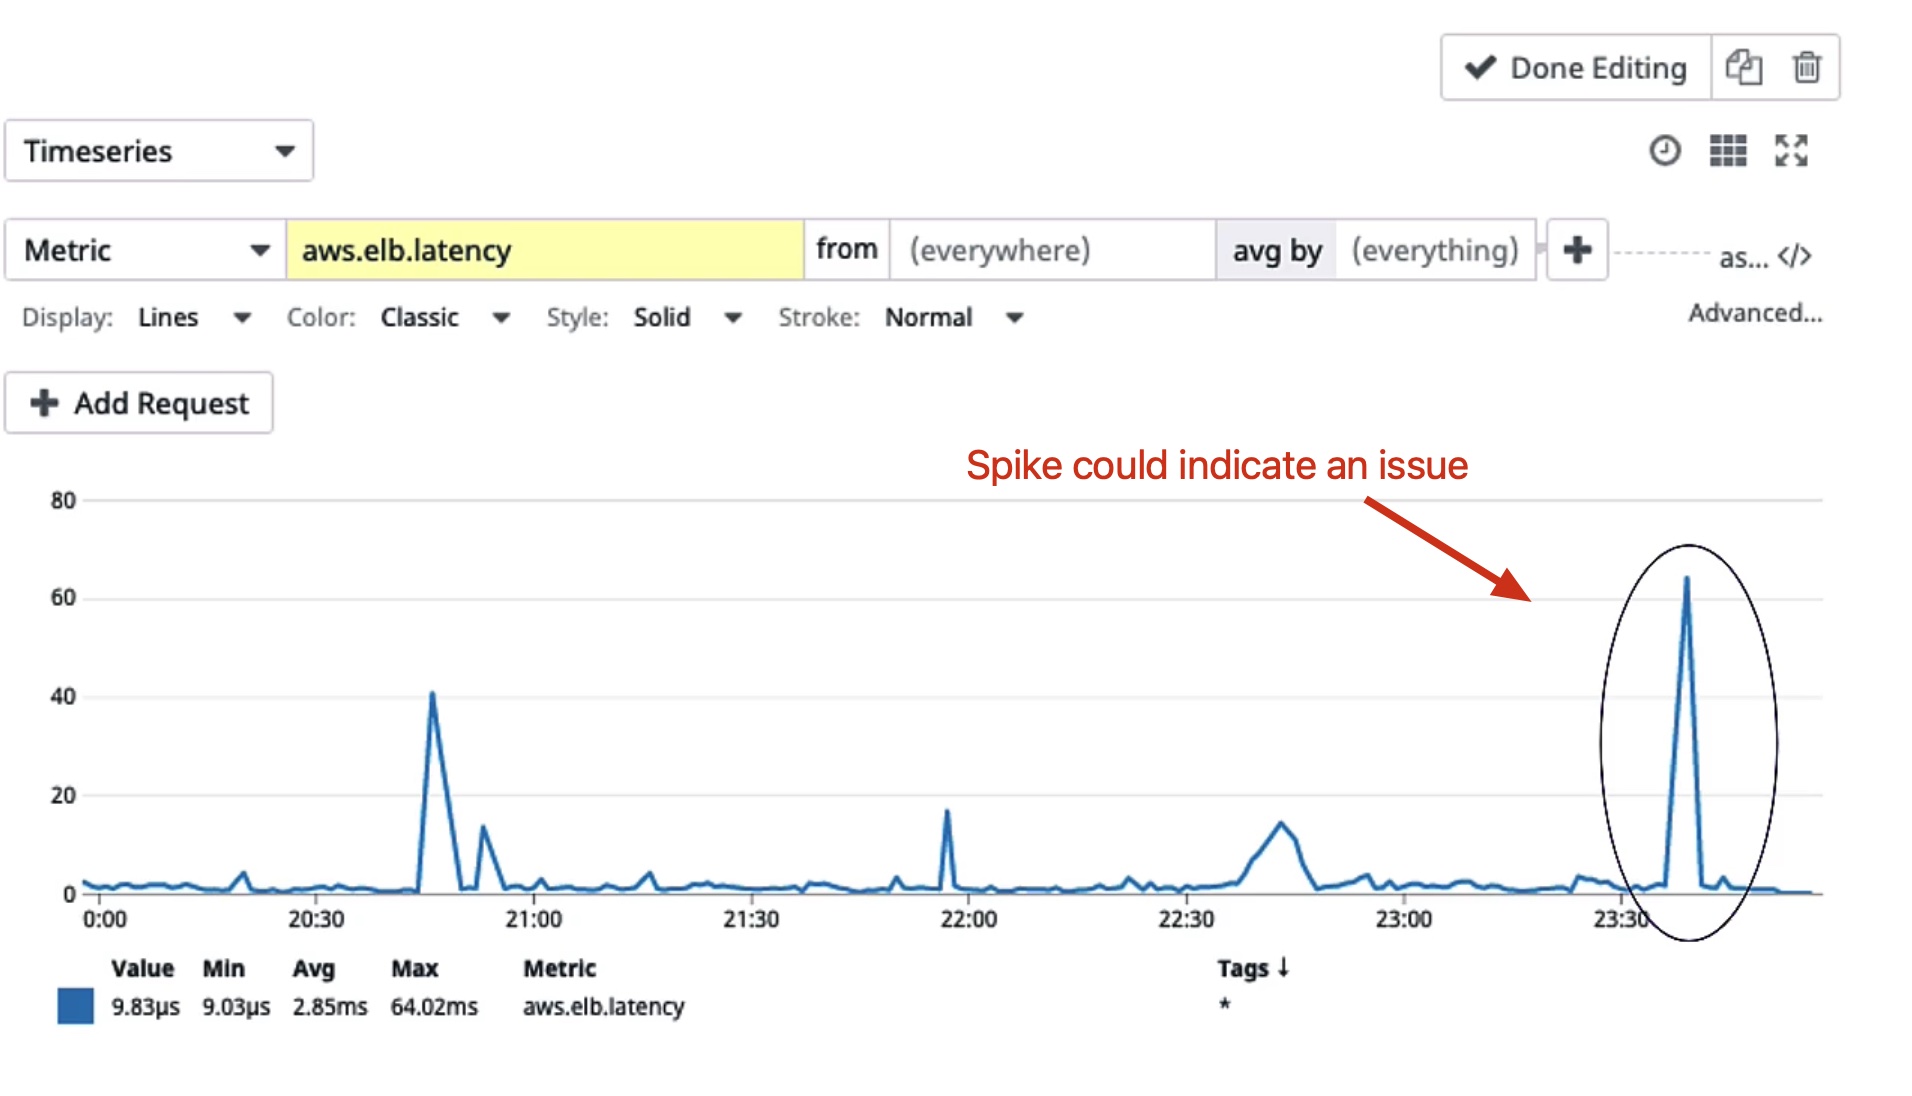 Done Editing
Timeseries
Metric aws.elb.latency from (everywhere) avg by (everything) as... </>
Display: Lines Color: Classic Style: Solid Stroke: Normal Advanced...
Add Request
Spike could indicate an issue
80
60
40
20
0
0:00 20:30 21:00 21:30 22:00 22:30 23:00 23:30
Value Min Avg Max Metric Tags ↓
9.83µs 9.03µs 2.85ms 64.02ms aws.elb.latency *